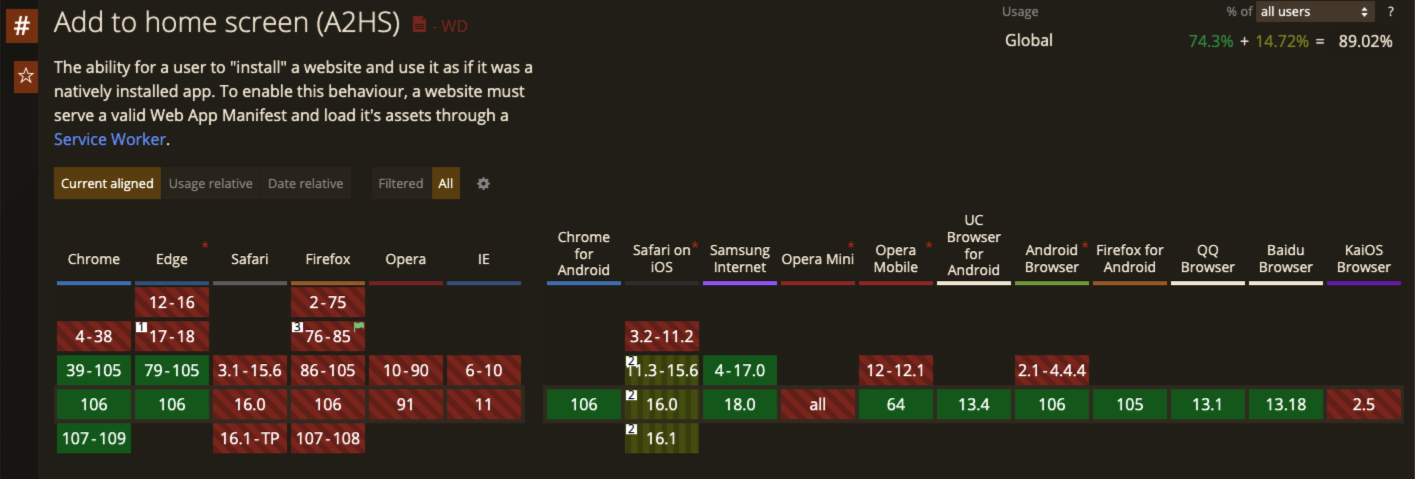 #
Add to home screen (A2HS) - WD
☆
The ability for a user to "install" a website and use it as if it was a
natively installed app. To enable this behaviour, a website must
serve a valid Web App Manifest and load it's assets through a
Service Worker.
Usage % of all users ?
Global 74.3% + 14.72% = 89.02%
Current aligned Usage relative Date relative Filtered All
Chrome Edge * Safari Firefox Opera IE
Chrome for Android Safari on iOS * Samsung Internet Opera Mini * Opera Mobile * UC Browser for Android Android Browser * Firefox for Android QQ Browser Baidu Browser KaiOS Browser
12-16 2-75
4-38 1 17-18 3 76-85 3.2-11.2
39-105 79-105 3.1-15.6 86-105 10-90 6-10 2 11.3-15.6 4-17.0 12-12.1 2.1-4.4.4
106 106 16.0 106 91 11 106 2 16.0 18.0 all 64 13.4 106 105 13.1 13.18 2.5
107-109 16.1-TP 107-108 2 16.1